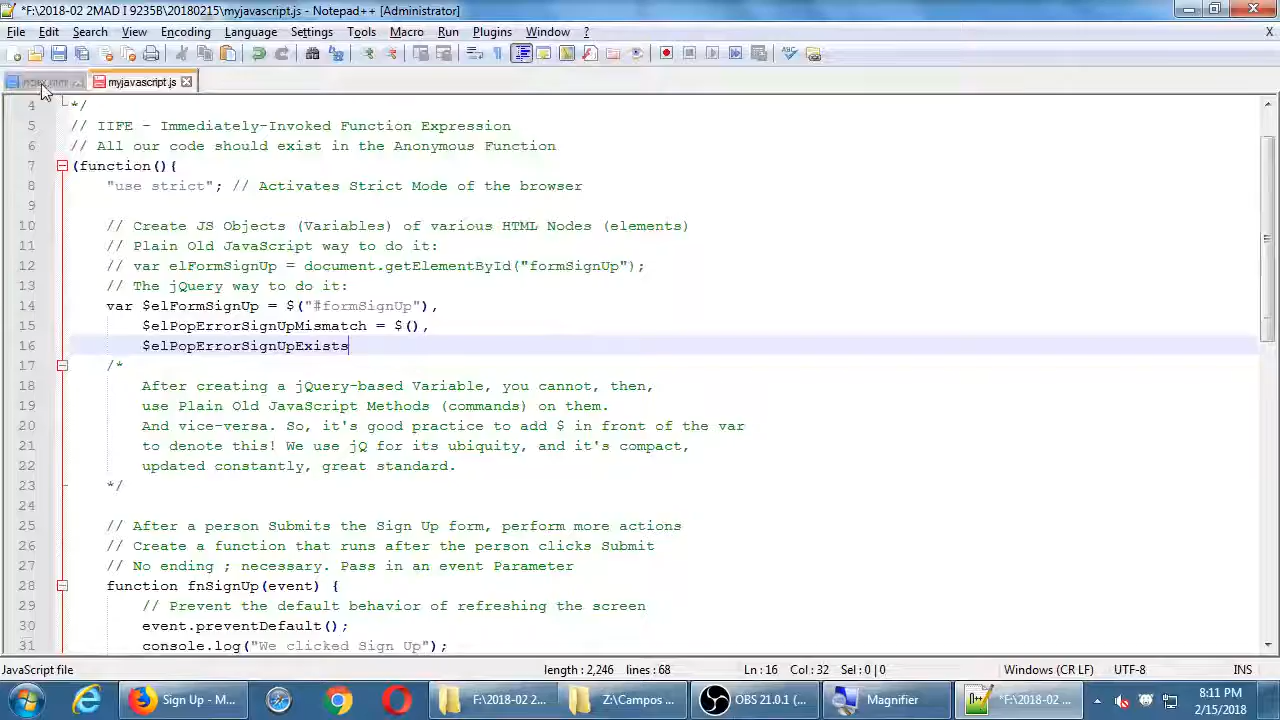 *F:\2018-02 2MAD I 9235B\20180215\myjavascript.js - Notepad++ [Administrator]
File Edit Search View Encoding Language Settings Tools Macro Run Plugins Window ? X
myjavascript.js
4 */
5 // IIFE - Immediately-Invoked Function Expression
6 // All our code should exist in the Anonymous Function
7 (function(){
8 "use strict"; // Activates Strict Mode of the browser
9
10 // Create JS Objects (Variables) of various HTML Nodes (elements)
11 // Plain Old JavaScript way to do it:
12 // var elFormSignUp = document.getElementById("formSignUp");
13 // The jQuery way to do it:
14 var $elFormSignUp = $("#formSignUp"),
15 $elPopErrorSignUpMismatch = $(),
16 $elPopErrorSignUpExists
17 /*
18 After creating a jQuery-based Variable, you cannot, then,
19 use Plain Old JavaScript Methods (commands) on them.
20 And vice-versa. So, it's good practice to add $ in front of the var
21 to denote this! We use jQ for its ubiquity, and it's compact,
22 updated constantly, great standard.
23 */
24
25 // After a person Submits the Sign Up form, perform more actions
26 // Create a function that runs after the person clicks Submit
27 // No ending ; necessary. Pass in an event Parameter
28 function fnSignUp(event) {
29 // Prevent the default behavior of refreshing the screen
30 event.preventDefault();
31 console.log("We clicked Sign Up");
JavaScript file length : 2,246 lines : 68 Ln : 16 Col : 32 Sel : 0 | 0 Windows (CR LF) UTF-8 INS
Sign Up - M... F:\2018-02 2... Z:\Campos ... OBS 21.0.1 (... Magnifier *F:\2018-02 ... 8:11 PM
2/15/2018